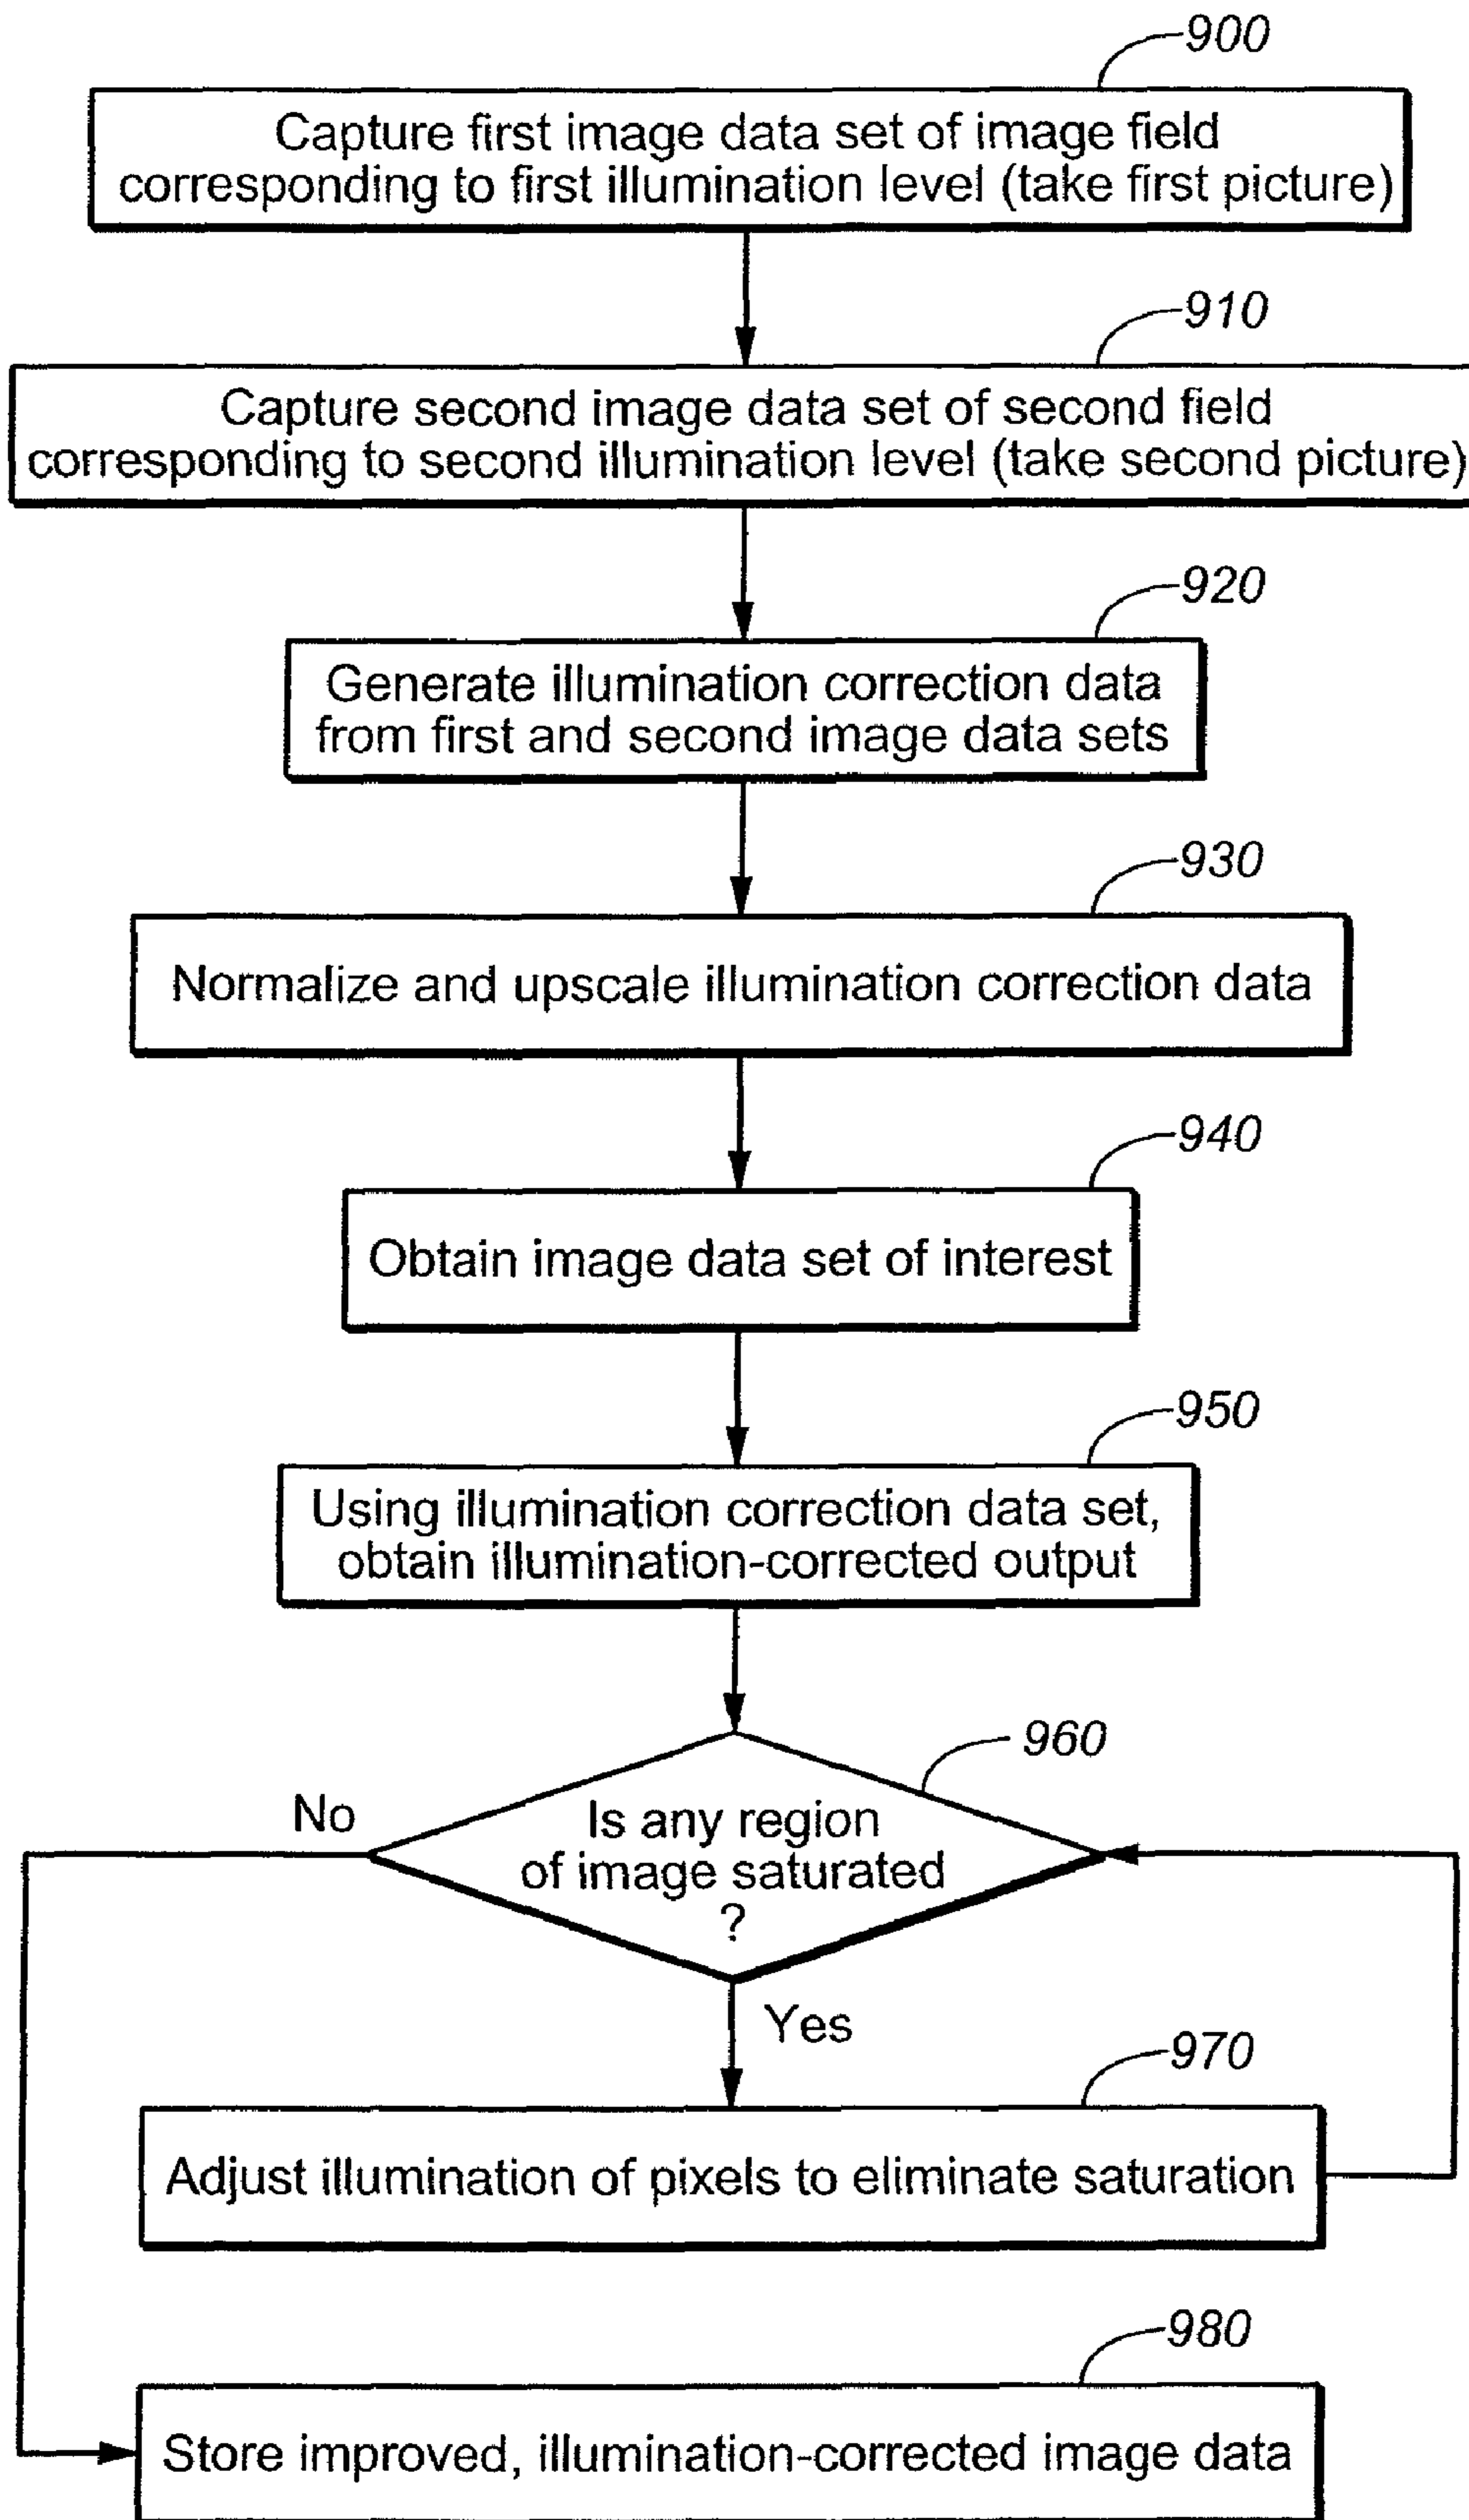 900
Capture first image data set of image field
corresponding to first illumination level (take first picture)
910
Capture second image data set of second field
corresponding to second illumination level (take second picture)
920
Generate illumination correction data
from first and second image data sets
930
Normalize and upscale illumination correction data
940
Obtain image data set of interest
950
Using illumination correction data set,
obtain illumination-corrected output
960
No
Is any region
of image saturated
?
Yes
970
Adjust illumination of pixels to eliminate saturation
980
Store improved, illumination-corrected image data